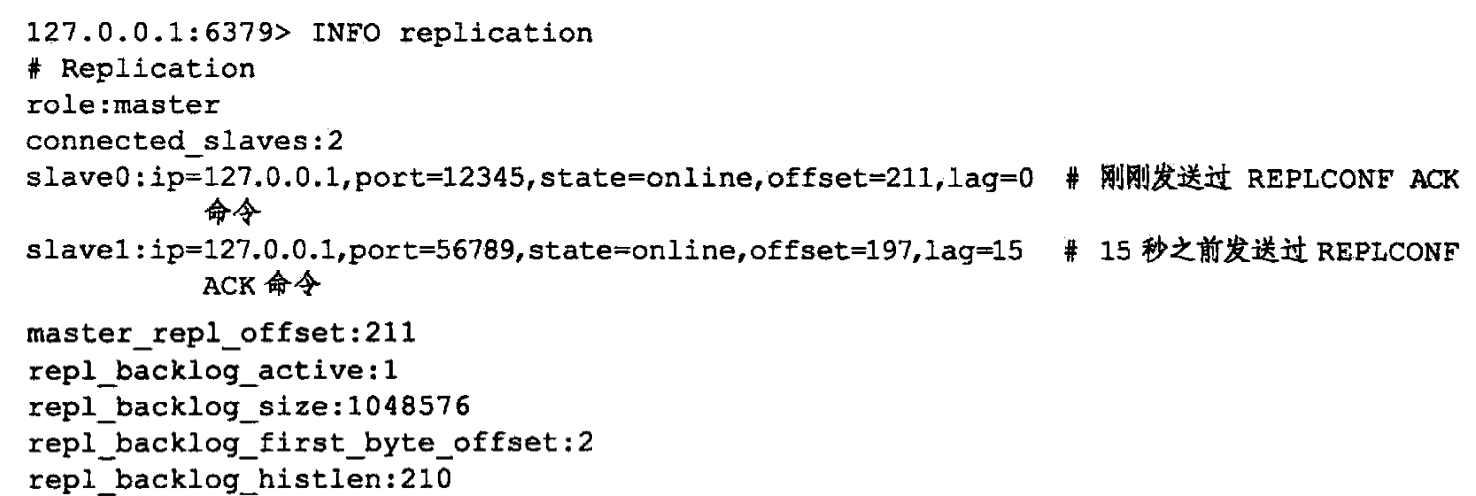 127.0.0.1:6379> INFO replication
# Replication
role:master
connected_slaves:2
slave0:ip=127.0.0.1,port=12345,state=online,offset=211,lag=0 # 刚刚发送过 REPLCONF ACK
命令
slave1:ip=127.0.0.1,port=56789,state=online,offset=197,lag=15 # 15 秒之前发送过 REPLCONF
ACK 命令
master_repl_offset:211
repl_backlog_active:1
repl_backlog_size:1048576
repl_backlog_first_byte_offset:2
repl_backlog_histlen:210